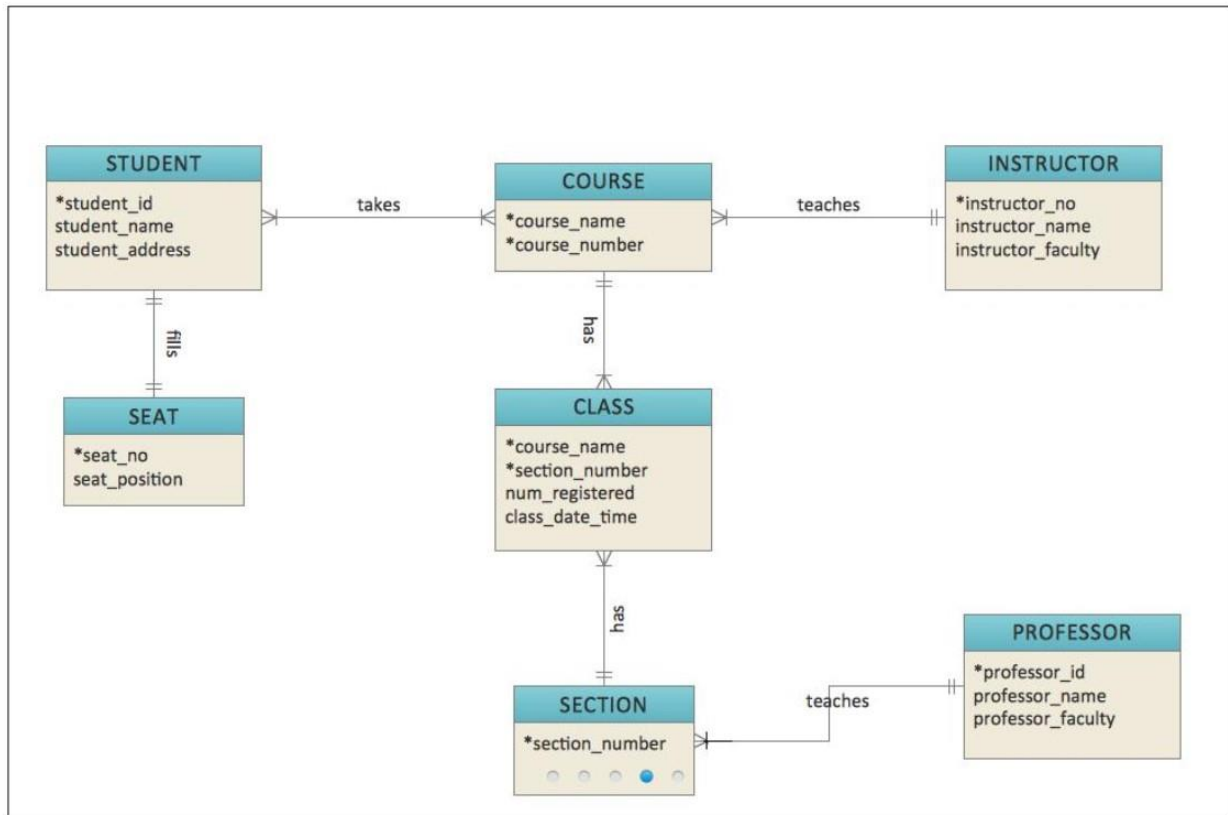 STUDENT
*student_id
student_name
student_address
takes
COURSE
*course_name
*course_number
teaches
INSTRUCTOR
*instructor_no
instructor_name
instructor_faculty
fills
SEAT
*seat_no
seat_position
has
CLASS
*course_name
*section_number
num_registered
class_date_time
has
SECTION
*section_number
teaches
PROFESSOR
*professor_id
professor_name
professor_faculty